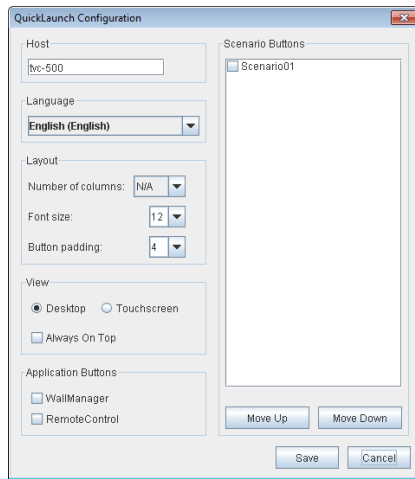 QuickLaunch Configuration
Host
tvc-500
Language
English (English)
Layout
Number of columns: N/A
Font size: 12
Button padding: 4
View
Desktop Touchscreen
Always On Top
Application Buttons
WallManager
RemoteControl
Scenario Buttons
Scenario01
Move Up Move Down
Save Cancel